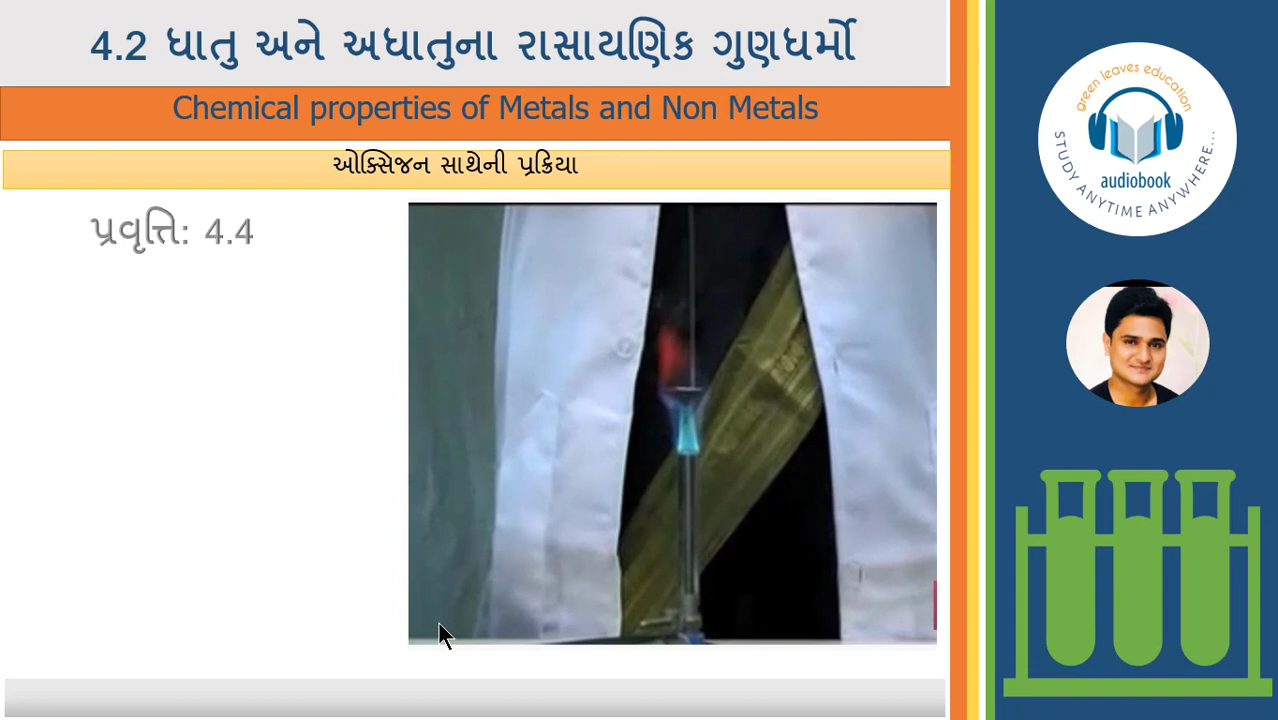 4.2 ધાતુ અને અધાતુના રાસાયણિક ગુણધર્મો
Chemical properties of Metals and Non Metals
ઓક્સિજન સાથેની પ્રક્રિયા
પ્રવૃત્તિ: 4.4
green leaves education
audiobook
STUDY ANYTIME ANYWHERE...